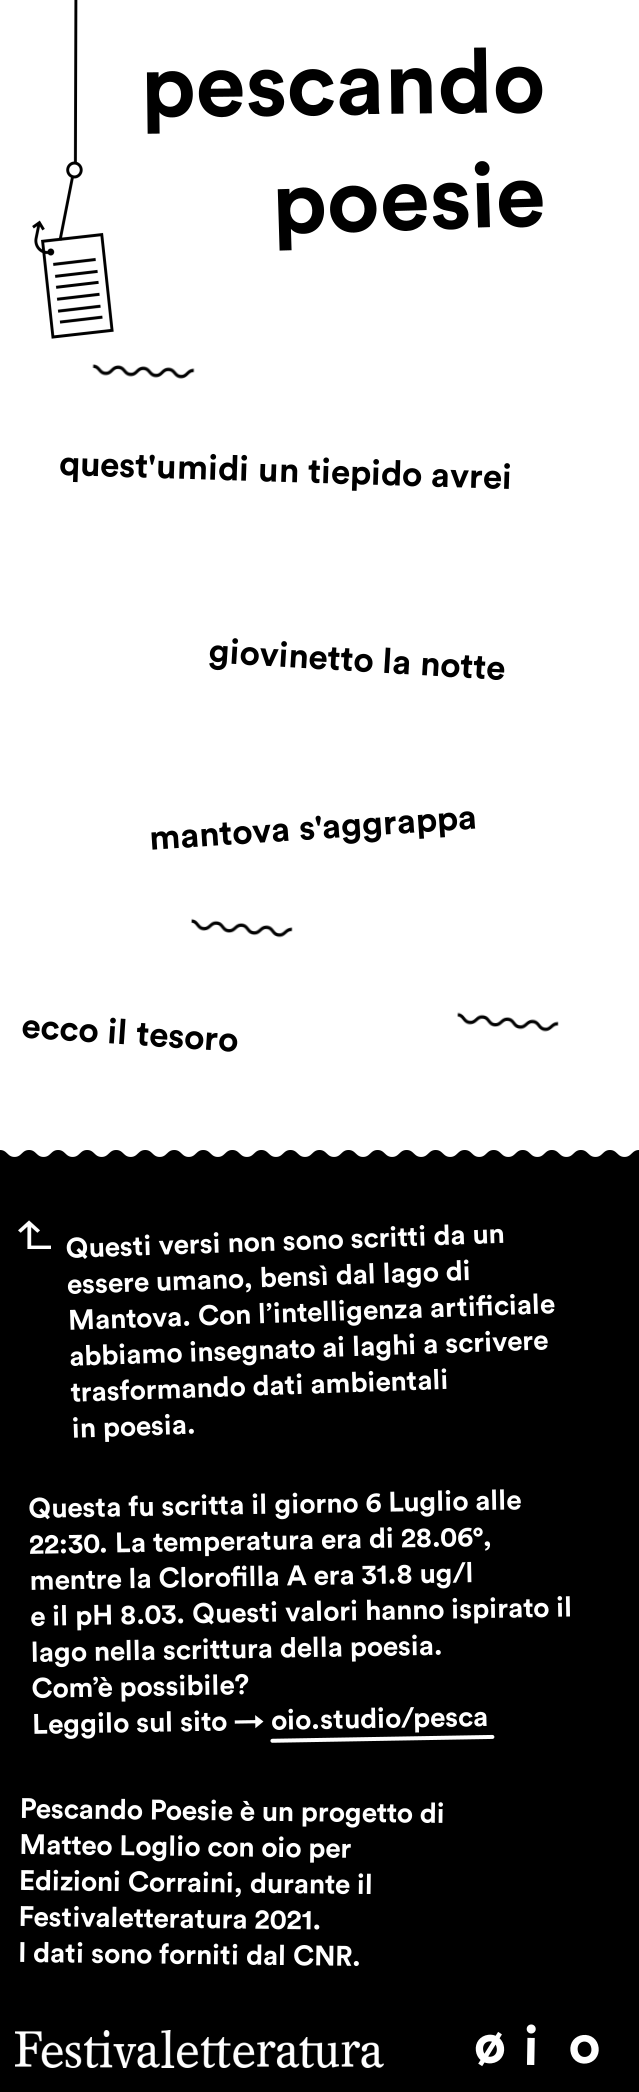 pescando
poesie
quest'umidi un tiepido avrei
giovinetto la notte
mantova s'aggrappa
ecco il tesoro
Questi versi non sono scritti da un
essere umano, bensì dal lago di
Mantova. Con l’intelligenza artificiale
abbiamo insegnato ai laghi a scrivere
trasformando dati ambientali
in poesia.
Questa fu scritta il giorno 6 Luglio alle
22:30. La temperatura era di 28.06°,
mentre la Clorofilla A era 31.8 ug/l
e il pH 8.03. Questi valori hanno ispirato il
lago nella scrittura della poesia.
Com’è possibile?
Leggilo sul sito → oio.studio/pesca
Pescando Poesie è un progetto di
Matteo Loglio con oio per
Edizioni Corraini, durante il
Festivaletteratura 2021.
I dati sono forniti dal CNR.
Festivaletteratura
ø i o